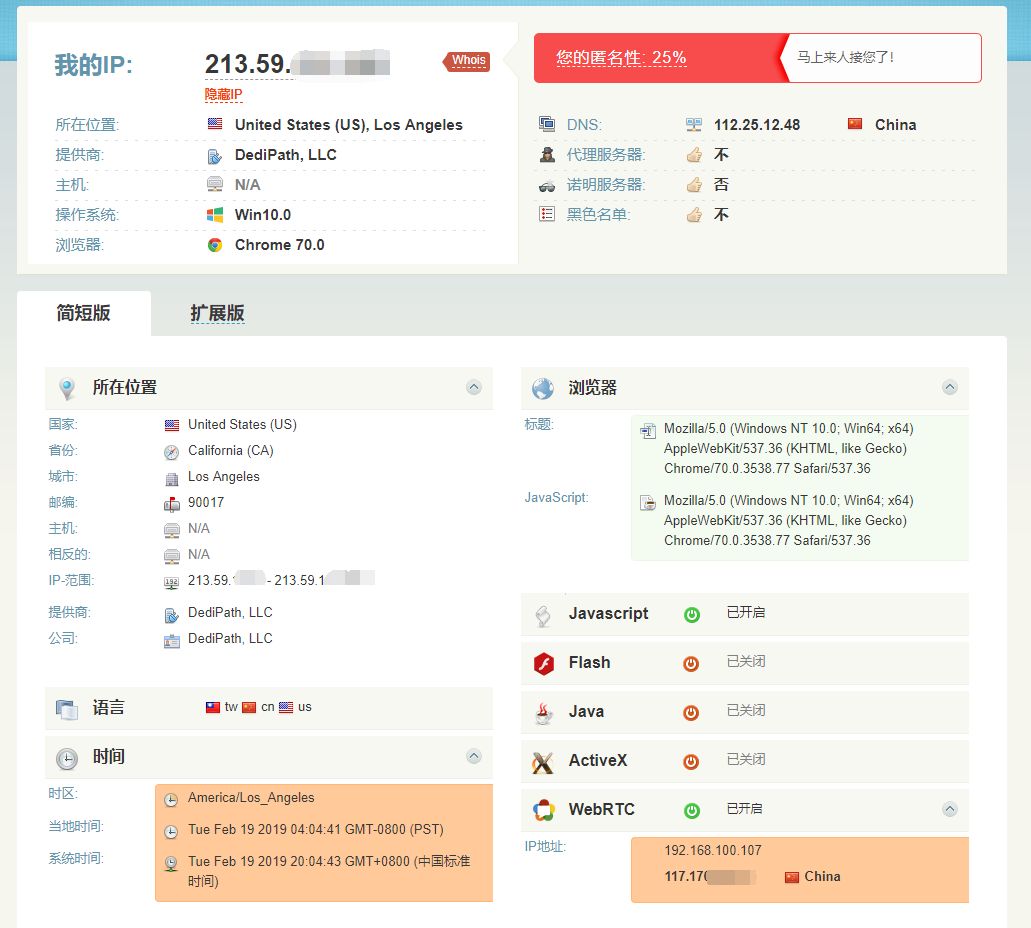 我的IP: 213.59. Whois
隐藏IP
您的匿名性: 25% 马上来人接您了!
所在位置: United States (US), Los Angeles
提供商: DediPath, LLC
主机: N/A
操作系统: Win10.0
浏览器: Chrome 70.0
DNS: 112.25.12.48 China
代理服务器: 不
诺明服务器: 否
黑色名单: 不
简短版 扩展版
所在位置
国家: United States (US)
省份: California (CA)
城市: Los Angeles
邮编: 90017
主机: N/A
相反的: N/A
IP-范围: 213.59. - 213.59.1
提供商: DediPath, LLC
公司: DediPath, LLC
语言 tw cn us
时间
时区: America/Los_Angeles
当地时间: Tue Feb 19 2019 04:04:41 GMT-0800 (PST)
系统时间: Tue Feb 19 2019 20:04:43 GMT+0800 (中国标准
时间)
浏览器
标题: Mozilla/5.0 (Windows NT 10.0; Win64; x64)
AppleWebKit/537.36 (KHTML, like Gecko)
Chrome/70.0.3538.77 Safari/537.36
JavaScript: Mozilla/5.0 (Windows NT 10.0; Win64; x64)
AppleWebKit/537.36 (KHTML, like Gecko)
Chrome/70.0.3538.77 Safari/537.36
Javascript 已开启
Flash 已关闭
Java 已关闭
ActiveX 已关闭
WebRTC 已开启
IP地址: 192.168.100.107
117.170 China